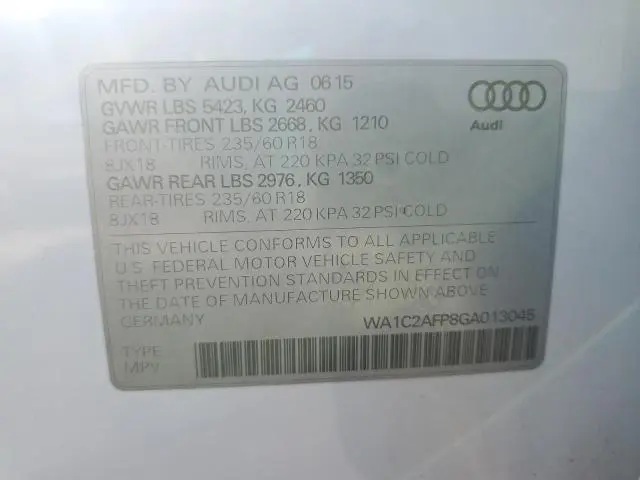 MFD. BY AUDI AG 0615
GVWR LBS 5423, KG 2460
GAWR FRONT LBS 2668, KG 1210
FRONT-TIRES 235/60 R18
8JX18 RIMS, AT 220 KPA 32 PSI COLD
GAWR REAR LBS 2976, KG 1350
REAR-TIRES 235/60 R18
8JX18 RIMS, AT 220 KPA 32 PSI COLD
Audi
THIS VEHICLE CONFORMS TO ALL APPLICABLE
U.S. FEDERAL MOTOR VEHICLE SAFETY AND
THEFT PREVENTION STANDARDS IN EFFECT ON
THE DATE OF MANUFACTURE SHOWN ABOVE.
GERMANY WA1C2AFP8GA013045
TYPE:
MPV